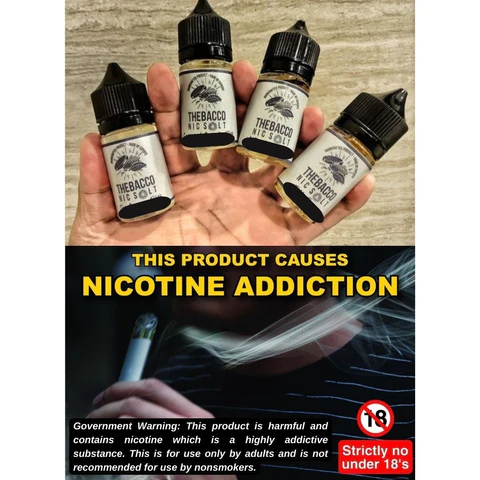 THEBACCO
NIC SALT
THEBACCO
NIC SALT
THEBACCO
NIC SALT
THEBACCO
NIC SALT
THIS PRODUCT CAUSES
NICOTINE ADDICTION
Government Warning: This product is harmful and
contains nicotine which is a highly addictive
substance. This is for use only by adults and is not
recommended for use by nonsmokers.
18
Strictly no
under 18's